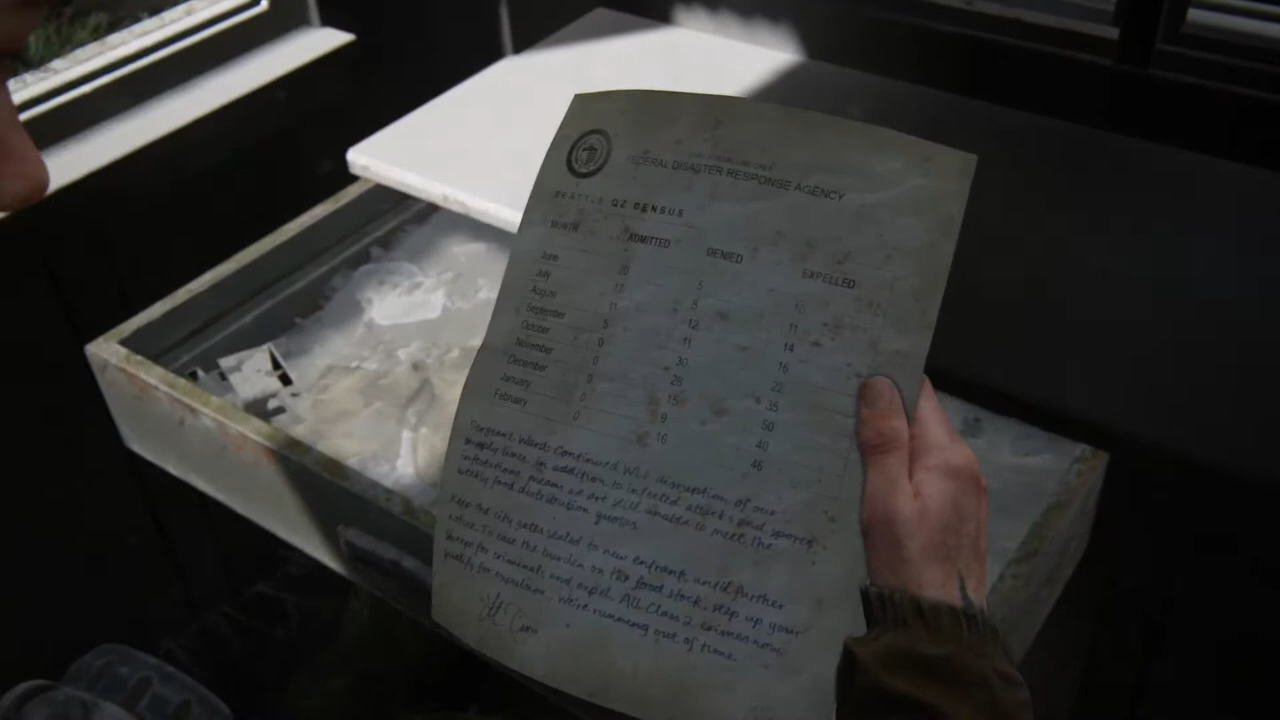 FEDERAL DISASTER RESPONSE AGENCY
SEATTLE QZ CENSUS
MONTH ADMITTED DENIED EXPELLED
June 20 5 10
July 17 8 11
August 11 12 14
September 5 11 16
October 0 30 22
November 0 28 35
December 0 15 50
January 0 9 40
February 0 16 46
Sergeant Ward: Continued WLF disruption of our
supply lines in addition to infected attacks and spores
infestations means we are still unable to meet the
weekly food distribution quotas.
Keep the city gates sealed to new entrants until further
notice. To ease the burden on the food stock, step up your
sweeps for criminals and expel. All Class 2 crimes now
qualify for expulsion. We're running out of time.